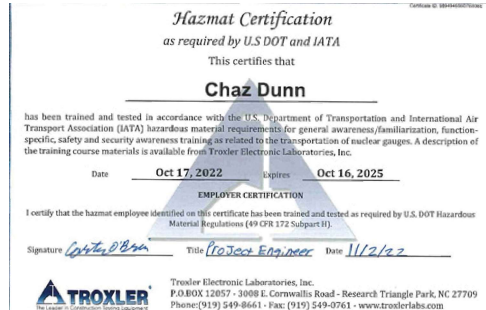 Hazmat Certification
as required by U.S DOT and IATA
This certifies that
Chaz Dunn
has been trained and tested in accordance with the U.S. Department of Transportation and International Air
Transport Association (IATA) hazardous material requirements for general awareness/familiarization, function-
specific, safety and security awareness training as related to the transportation of nuclear gauges. A description of
the training course materials is available from Troxler Electronic Laboratories, Inc.
Date Oct 17, 2022 Expires Oct 16, 2025
EMPLOYER CERTIFICATION
I certify that the hazmat employee identified on this certificate has been trained and tested as required by U.S. DOT Hazardous
Material Regulations (49 CFR 172 Subpart H).
Signature O'Brien Title Project Engineer Date 11/2/22
TROXLER
The Leader in Construction Testing Equipment
Troxler Electronic Laboratories, Inc.
P.O.BOX 12057 - 3008 E. Cornwallis Road - Research Triangle Park, NC 27709
Phone:(919) 549-8661 - Fax: (919) 549-0761 - www.troxlerlabs.com
Certificate ID: